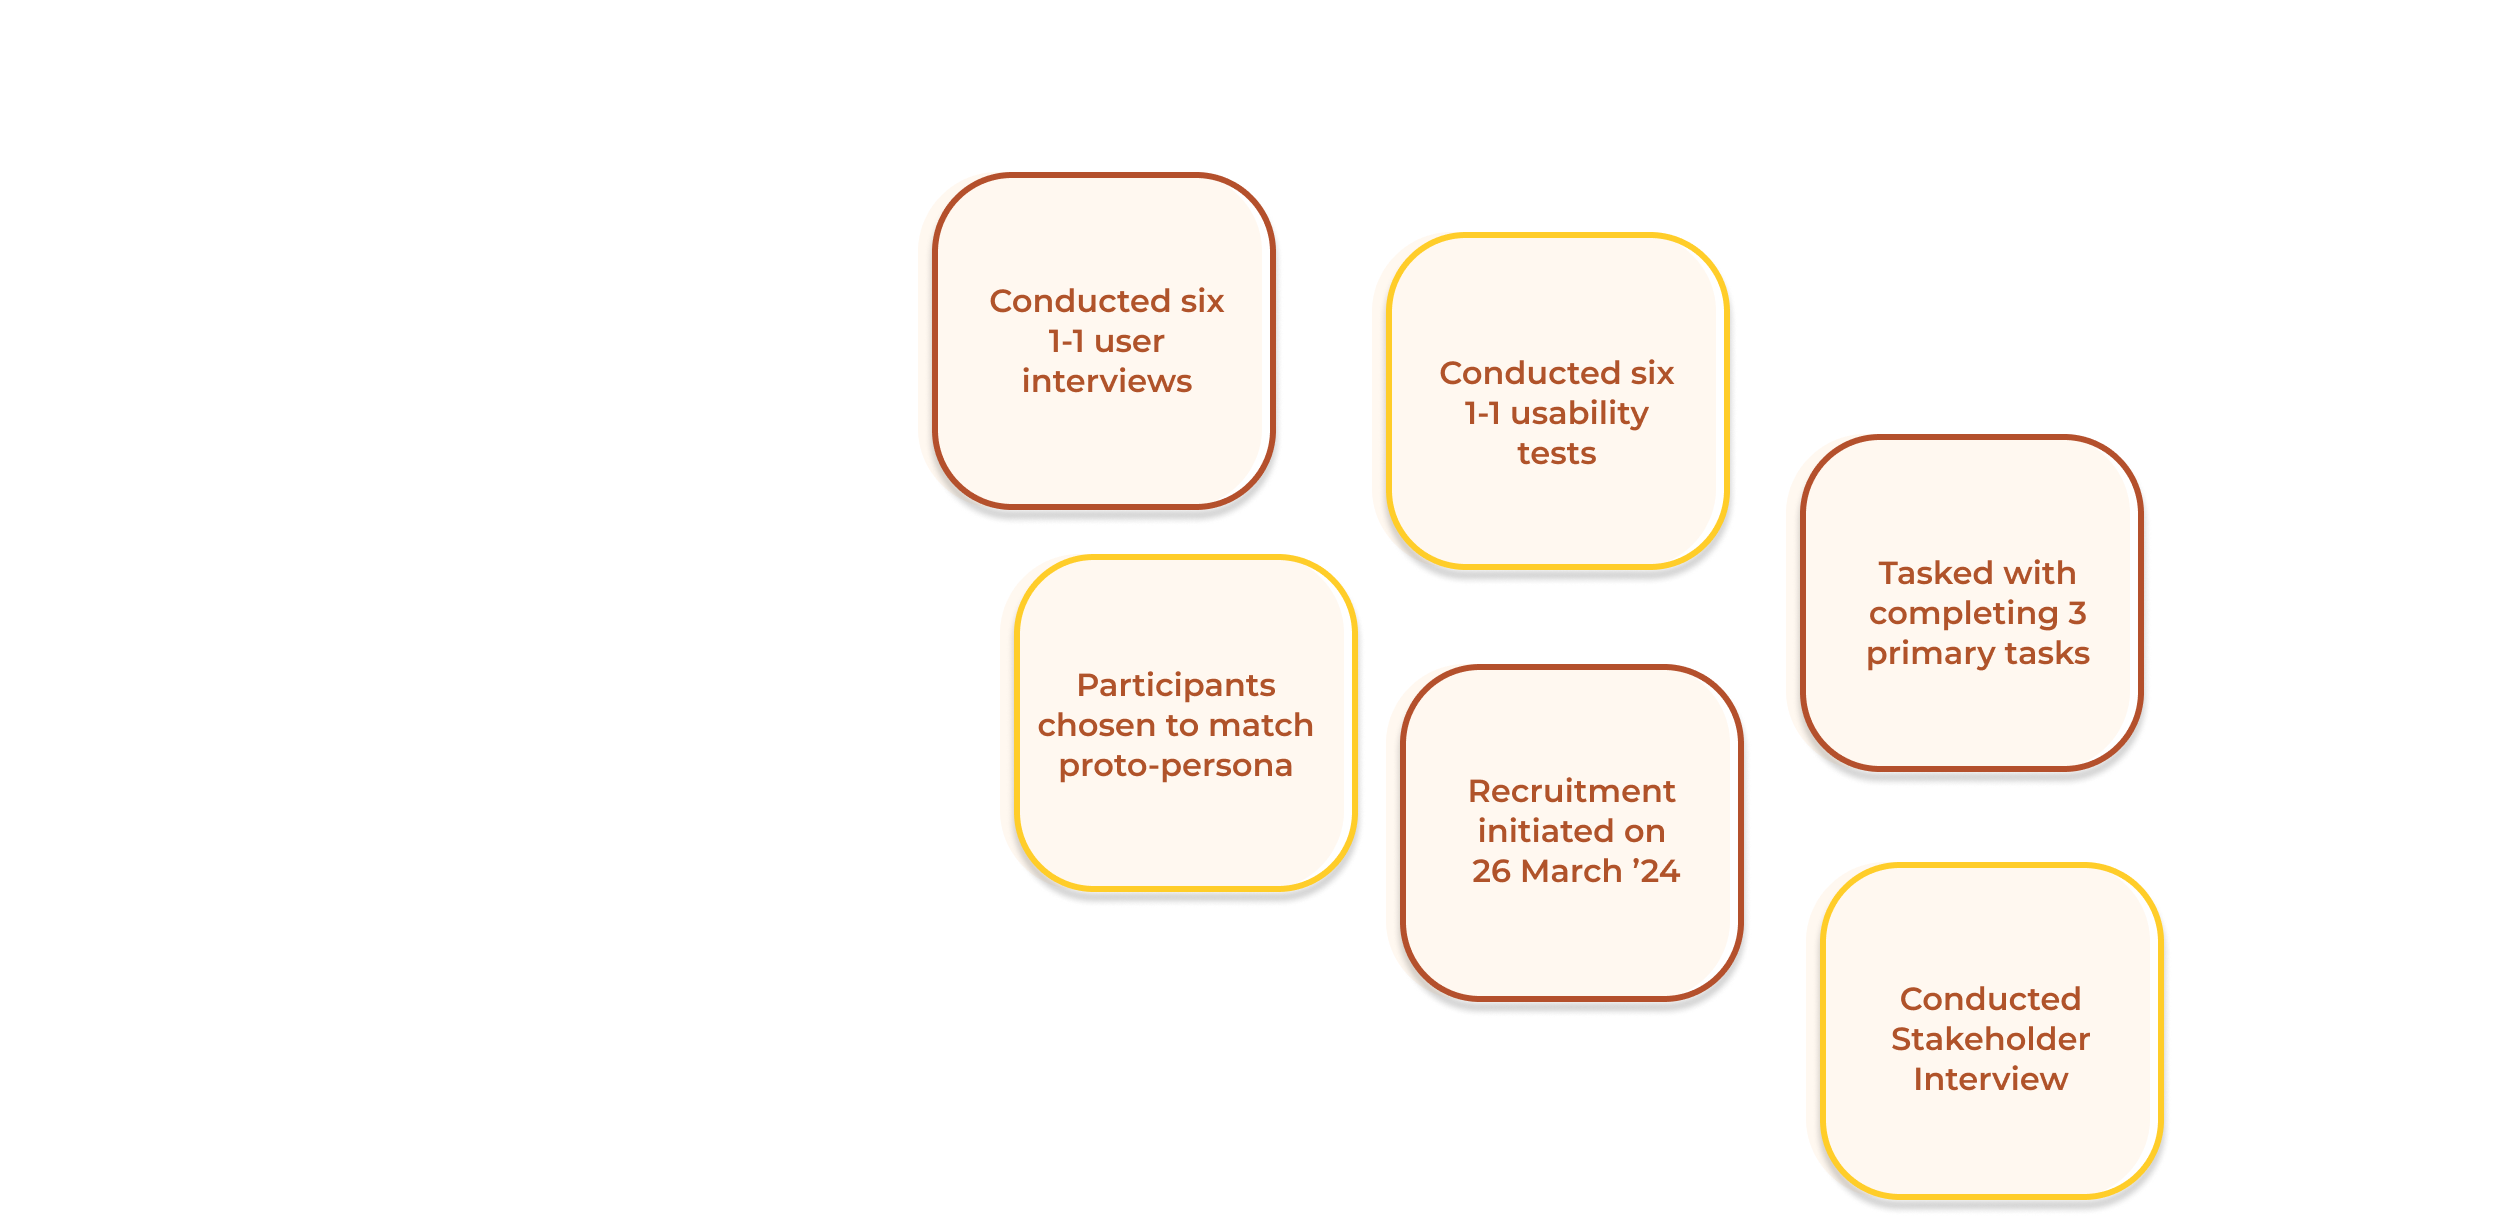 Conducted six
1-1 user
interviews
Conducted six
1-1 usability
tests
Tasked with
completing 3
primary tasks
Participants
chosen to match
proto-persona
Recruitment
initiated on
26 March ’24
Conducted
Stakeholder
Interview